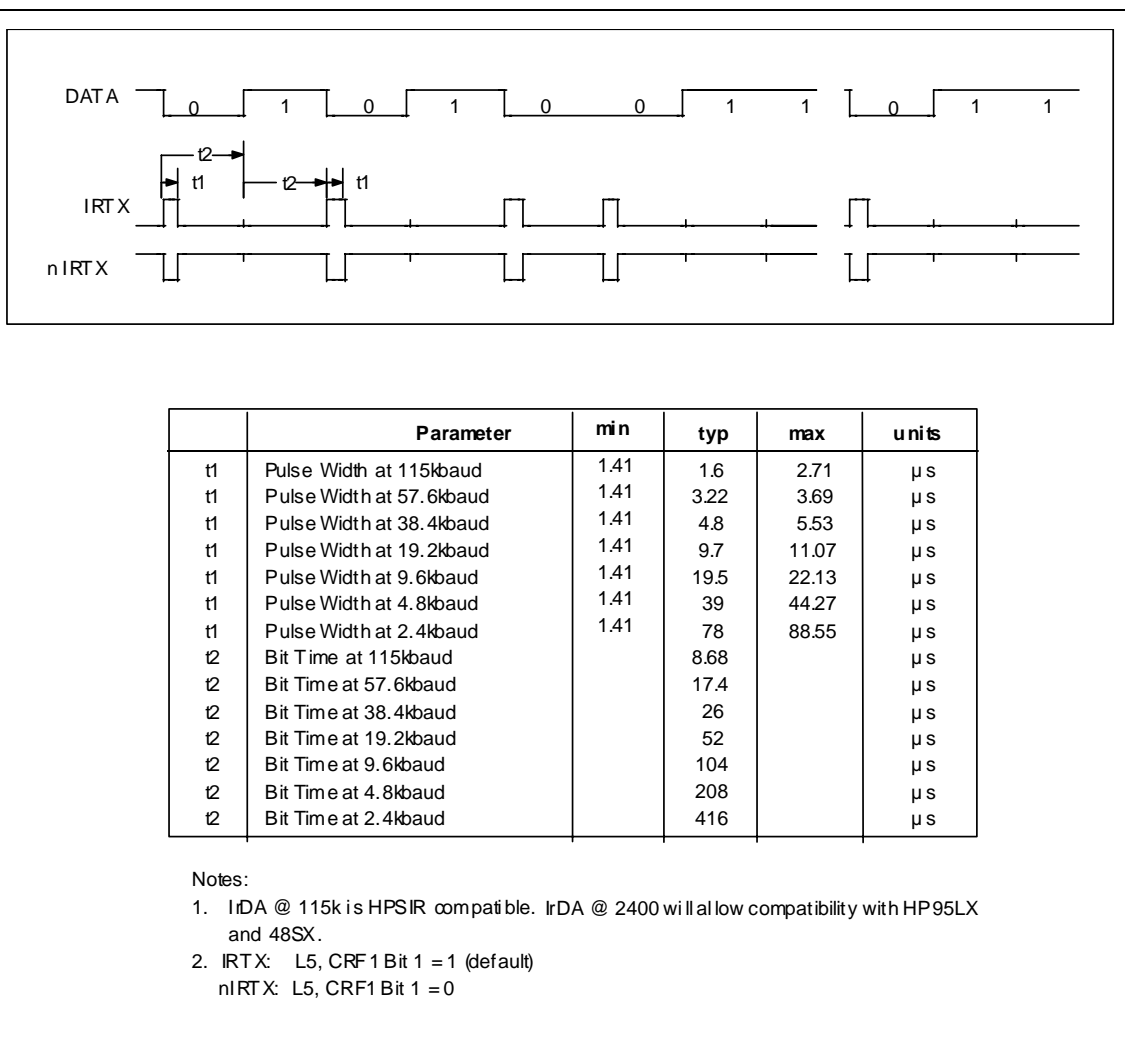 DATA 0 1 0 1 0 0 1 1 0 1 1
t2
t1 t2 t1
IRTX
nIRTX
Parameter min typ max units
t1 Pulse Width at 115kbaud 1.41 1.6 2.71 µs
t1 Pulse Width at 57.6kbaud 1.41 3.22 3.69 µs
t1 Pulse Width at 38.4kbaud 1.41 4.8 5.53 µs
t1 Pulse Width at 19.2kbaud 1.41 9.7 11.07 µs
t1 Pulse Width at 9.6kbaud 1.41 19.5 22.13 µs
t1 Pulse Width at 4.8kbaud 1.41 39 44.27 µs
t1 Pulse Width at 2.4kbaud 1.41 78 88.55 µs
t2 Bit Time at 115kbaud 8.68 µs
t2 Bit Time at 57.6kbaud 17.4 µs
t2 Bit Time at 38.4kbaud 26 µs
t2 Bit Time at 19.2kbaud 52 µs
t2 Bit Time at 9.6kbaud 104 µs
t2 Bit Time at 4.8kbaud 208 µs
t2 Bit Time at 2.4kbaud 416 µs
Notes:
1. IrDA @ 115k is HPSIR compatible. IrDA @ 2400 will allow compatibility with HP95LX
and 48SX.
2. IRTX: L5, CRF1 Bit 1 = 1 (default)
nIRTX: L5, CRF1 Bit 1 = 0